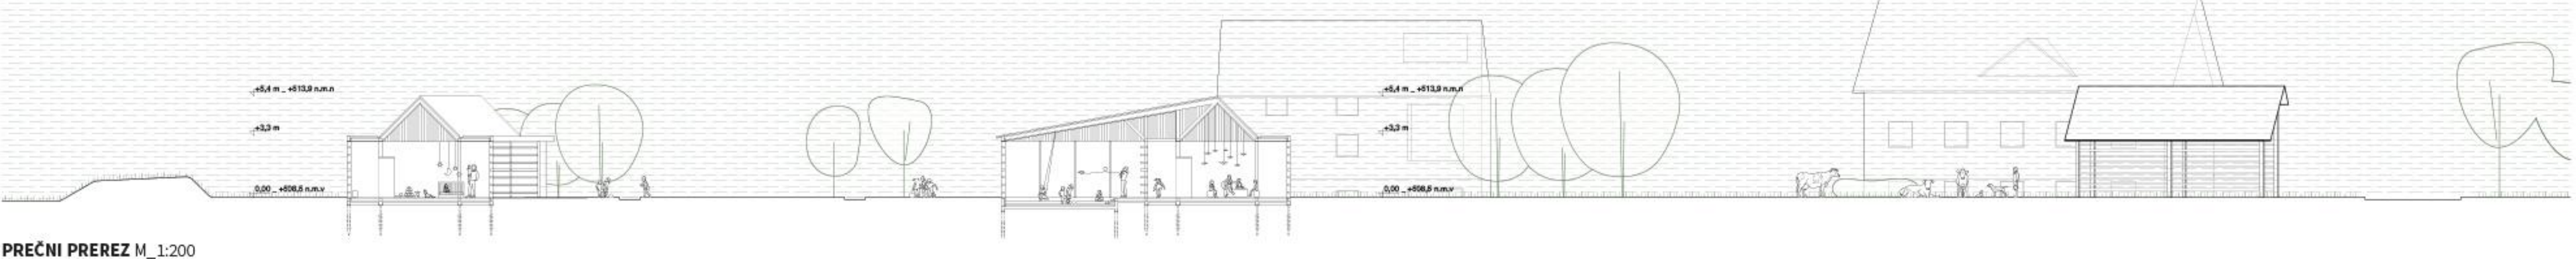 +5,4 m _ +513,9 n.m.n
+3,3 m
0,00 _ +508,5 n.m.v
+5,4 m _ +513,9 n.m.n
+3,3 m
0,00 _ +508,5 n.m.v
PREČNI PREREZ M_1:200